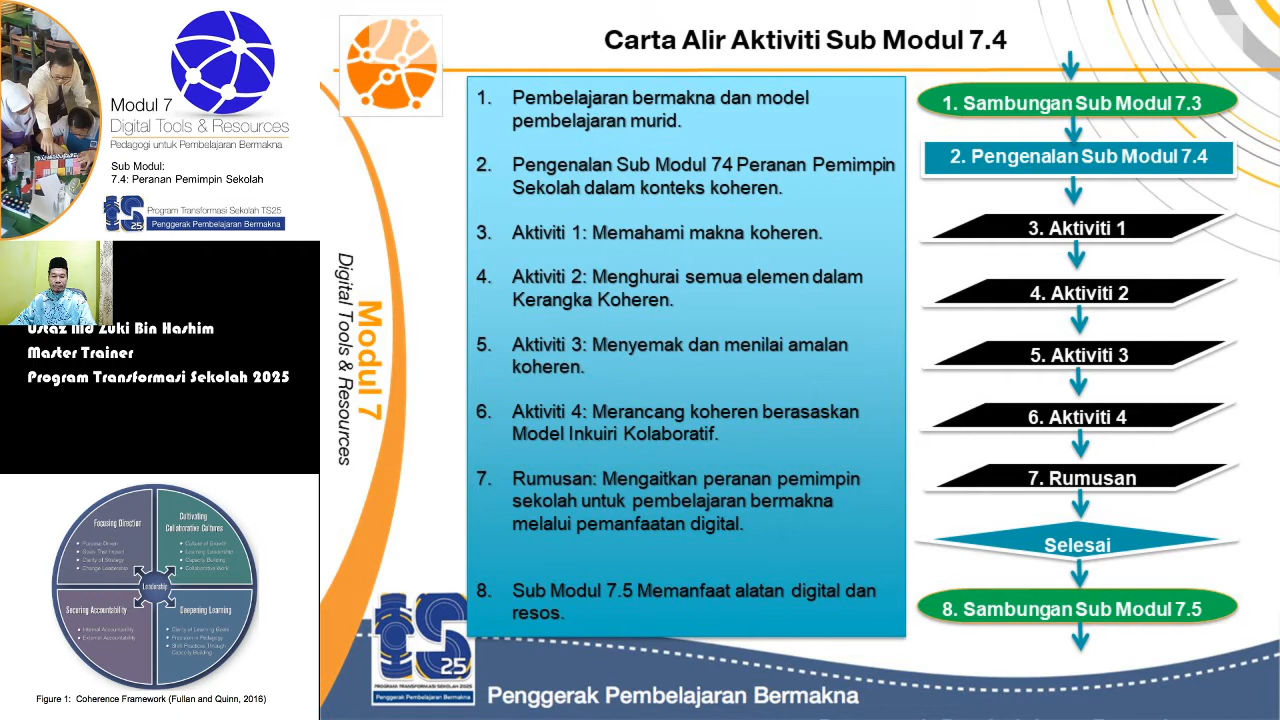 Modul 7
Digital Tools & Resources
Pedagogi untuk Pembelajaran Bermakna
Sub Modul:
7.4: Peranan Pemimpin Sekolah
TS25
Program Transformasi Sekolah TS25
Penggerak Pembelajaran Bermakna
Ustaz Md Zuki Bin Hashim
Master Trainer
Program Transformasi Sekolah 2025
Focusing Direction
• Purpose Driven
• Goals That Impact
• Clarity of Strategy
• Change Leadership
Cultivating
Collaborative Cultures
• Culture of Growth
• Learning Leadership
• Capacity Building
• Collaborative Work
Leadership
Securing Accountability
• Internal Accountability
• External Accountability
Deepening Learning
• Clarity of Learning Goals
• Precision in Pedagogy
• Shift Practices Through
Capacity Building
Figure 1: Coherence Framework (Fullan and Quinn, 2016)
Modul 7
Digital Tools & Resources
Carta Alir Aktiviti Sub Modul 7.4
1. Pembelajaran bermakna dan model
pembelajaran murid.
2. Pengenalan Sub Modul 74 Peranan Pemimpin
Sekolah dalam konteks koheren.
3. Aktiviti 1: Memahami makna koheren.
4. Aktiviti 2: Menghurai semua elemen dalam
Kerangka Koheren.
5. Aktiviti 3: Menyemak dan menilai amalan
koheren.
6. Aktiviti 4: Merancang koheren berasaskan
Model Inkuiri Kolaboratif.
7. Rumusan: Mengaitkan peranan pemimpin
sekolah untuk pembelajaran bermakna
melalui pemanfaatan digital.
8. Sub Modul 7.5 Memanfaat alatan digital dan
resos.
1. Sambungan Sub Modul 7.3
2. Pengenalan Sub Modul 7.4
3. Aktiviti 1
4. Aktiviti 2
5. Aktiviti 3
6. Aktiviti 4
7. Rumusan
Selesai
8. Sambungan Sub Modul 7.5
TS25
PROGRAM TRANSFORMASI SEKOLAH 2025
Penggerak Pembelajaran Bermakna
Penggerak Pembelajaran Bermakna